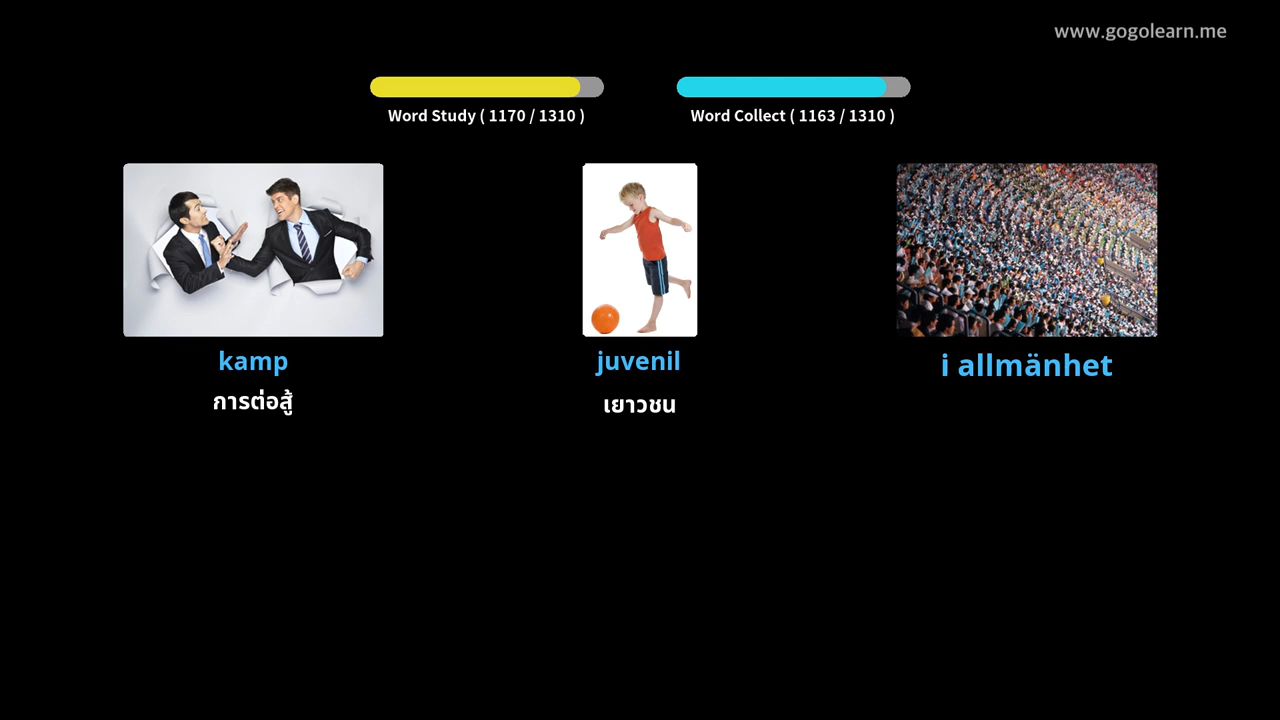 www.gogolearn.me
Word Study ( 1170 / 1310 )
Word Collect ( 1163 / 1310 )
kamp
การต่อสู้
juvenil
เยาวชน
i allmänhet